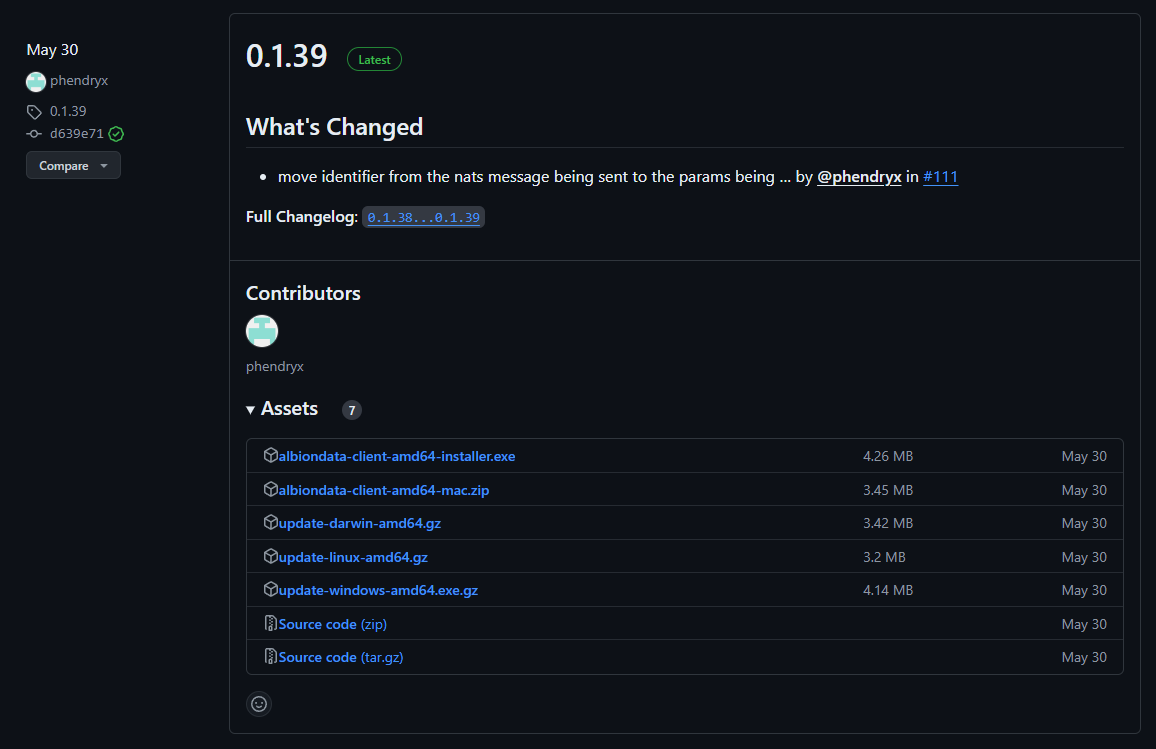 May 30
phendryx
0.1.39
d639e71
Compare
0.1.39 Latest
What's Changed
• move identifier from the nats message being sent to the params being ... by @phendryx in #111
Full Changelog: 0.1.38...0.1.39
Contributors
phendryx
Assets 7
albiondata-client-amd64-installer.exe 4.26 MB May 30
albiondata-client-amd64-mac.zip 3.45 MB May 30
update-darwin-amd64.gz 3.42 MB May 30
update-linux-amd64.gz 3.2 MB May 30
update-windows-amd64.exe.gz 4.14 MB May 30
Source code (zip) May 30
Source code (tar.gz) May 30